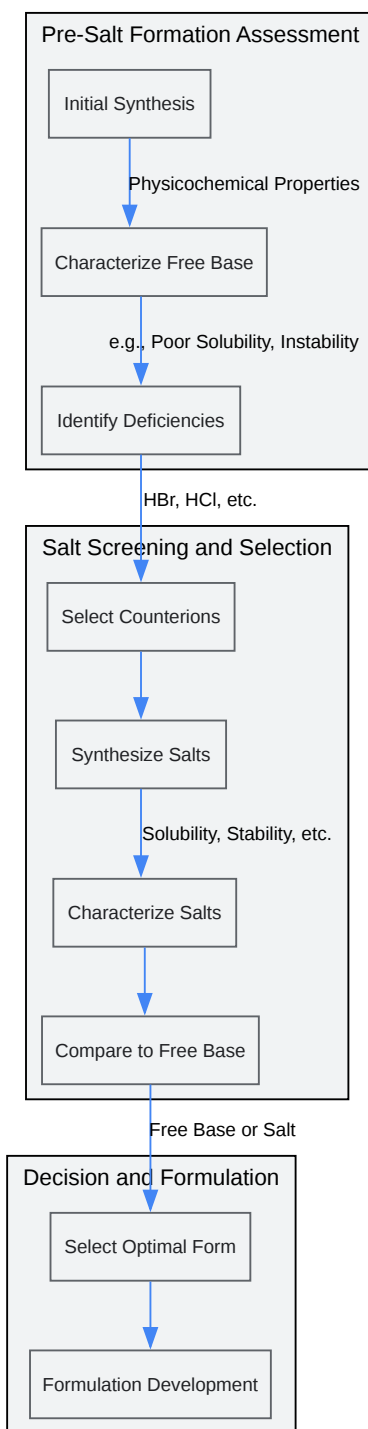 Pre-Salt Formation Assessment
Initial Synthesis
Physicochemical Properties
Characterize Free Base
e.g., Poor Solubility, Instability
Identify Deficiencies
HBr, HCl, etc.
Salt Screening and Selection
Select Counterions
Synthesize Salts
Solubility, Stability, etc.
Characterize Salts
Compare to Free Base
Free Base or Salt
Decision and Formulation
Select Optimal Form
Formulation Development